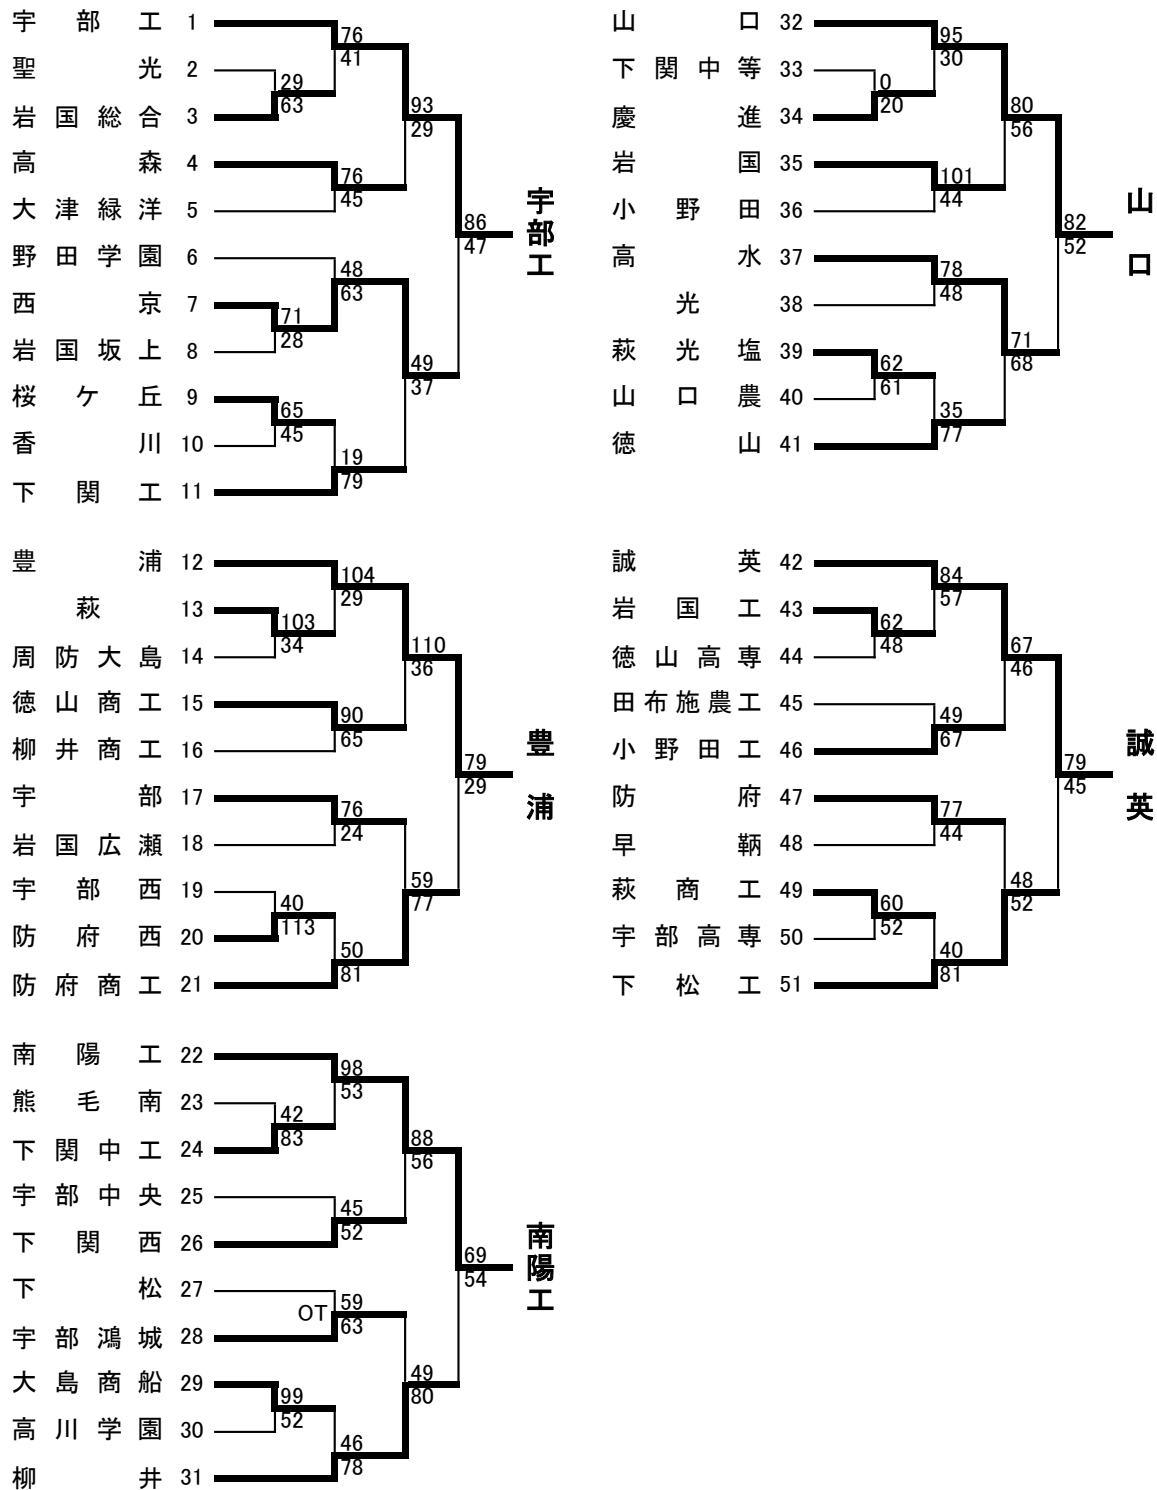 宇部工 1
聖光 2
岩国総合 3
高森 4
大津緑洋 5
野田学園 6
西京 7
岩国坂上 8
桜ケ丘 9
香川 10
下関工 11
76
41
29
63
93
29
76
45
86
47
48
63
71
28
49
37
65
45
19
79
宇部工
豊浦 12
萩 13
周防大島 14
徳山商工 15
柳井商工 16
宇部 17
岩国広瀬 18
宇部西 19
防府西 20
防府商工 21
104
29
103
34
110
36
90
65
79
29
76
24
59
77
40
113
50
81
豊浦
南陽工 22
熊毛南 23
下関中工 24
宇部中央 25
下関西 26
下松 27
宇部鴻城 28
大島商船 29
高川学園 30
柳井 31
98
53
42
83
88
56
45
52
69
54
OT
59
63
49
80
99
52
46
78
南陽工
山口 32
下関中等 33
慶進 34
岩国 35
小野田 36
高水 37
光 38
萩光塩 39
山口農 40
徳山 41
95
30
0
20
80
56
101
44
82
52
78
48
71
68
62
61
35
77
山口
誠英 42
岩国工 43
徳山高専 44
田布施農工 45
小野田工 46
防府 47
早鞆 48
萩商工 49
宇部高専 50
下松工 51
84
57
62
48
67
46
49
67
79
45
77
44
48
52
60
52
40
81
誠英